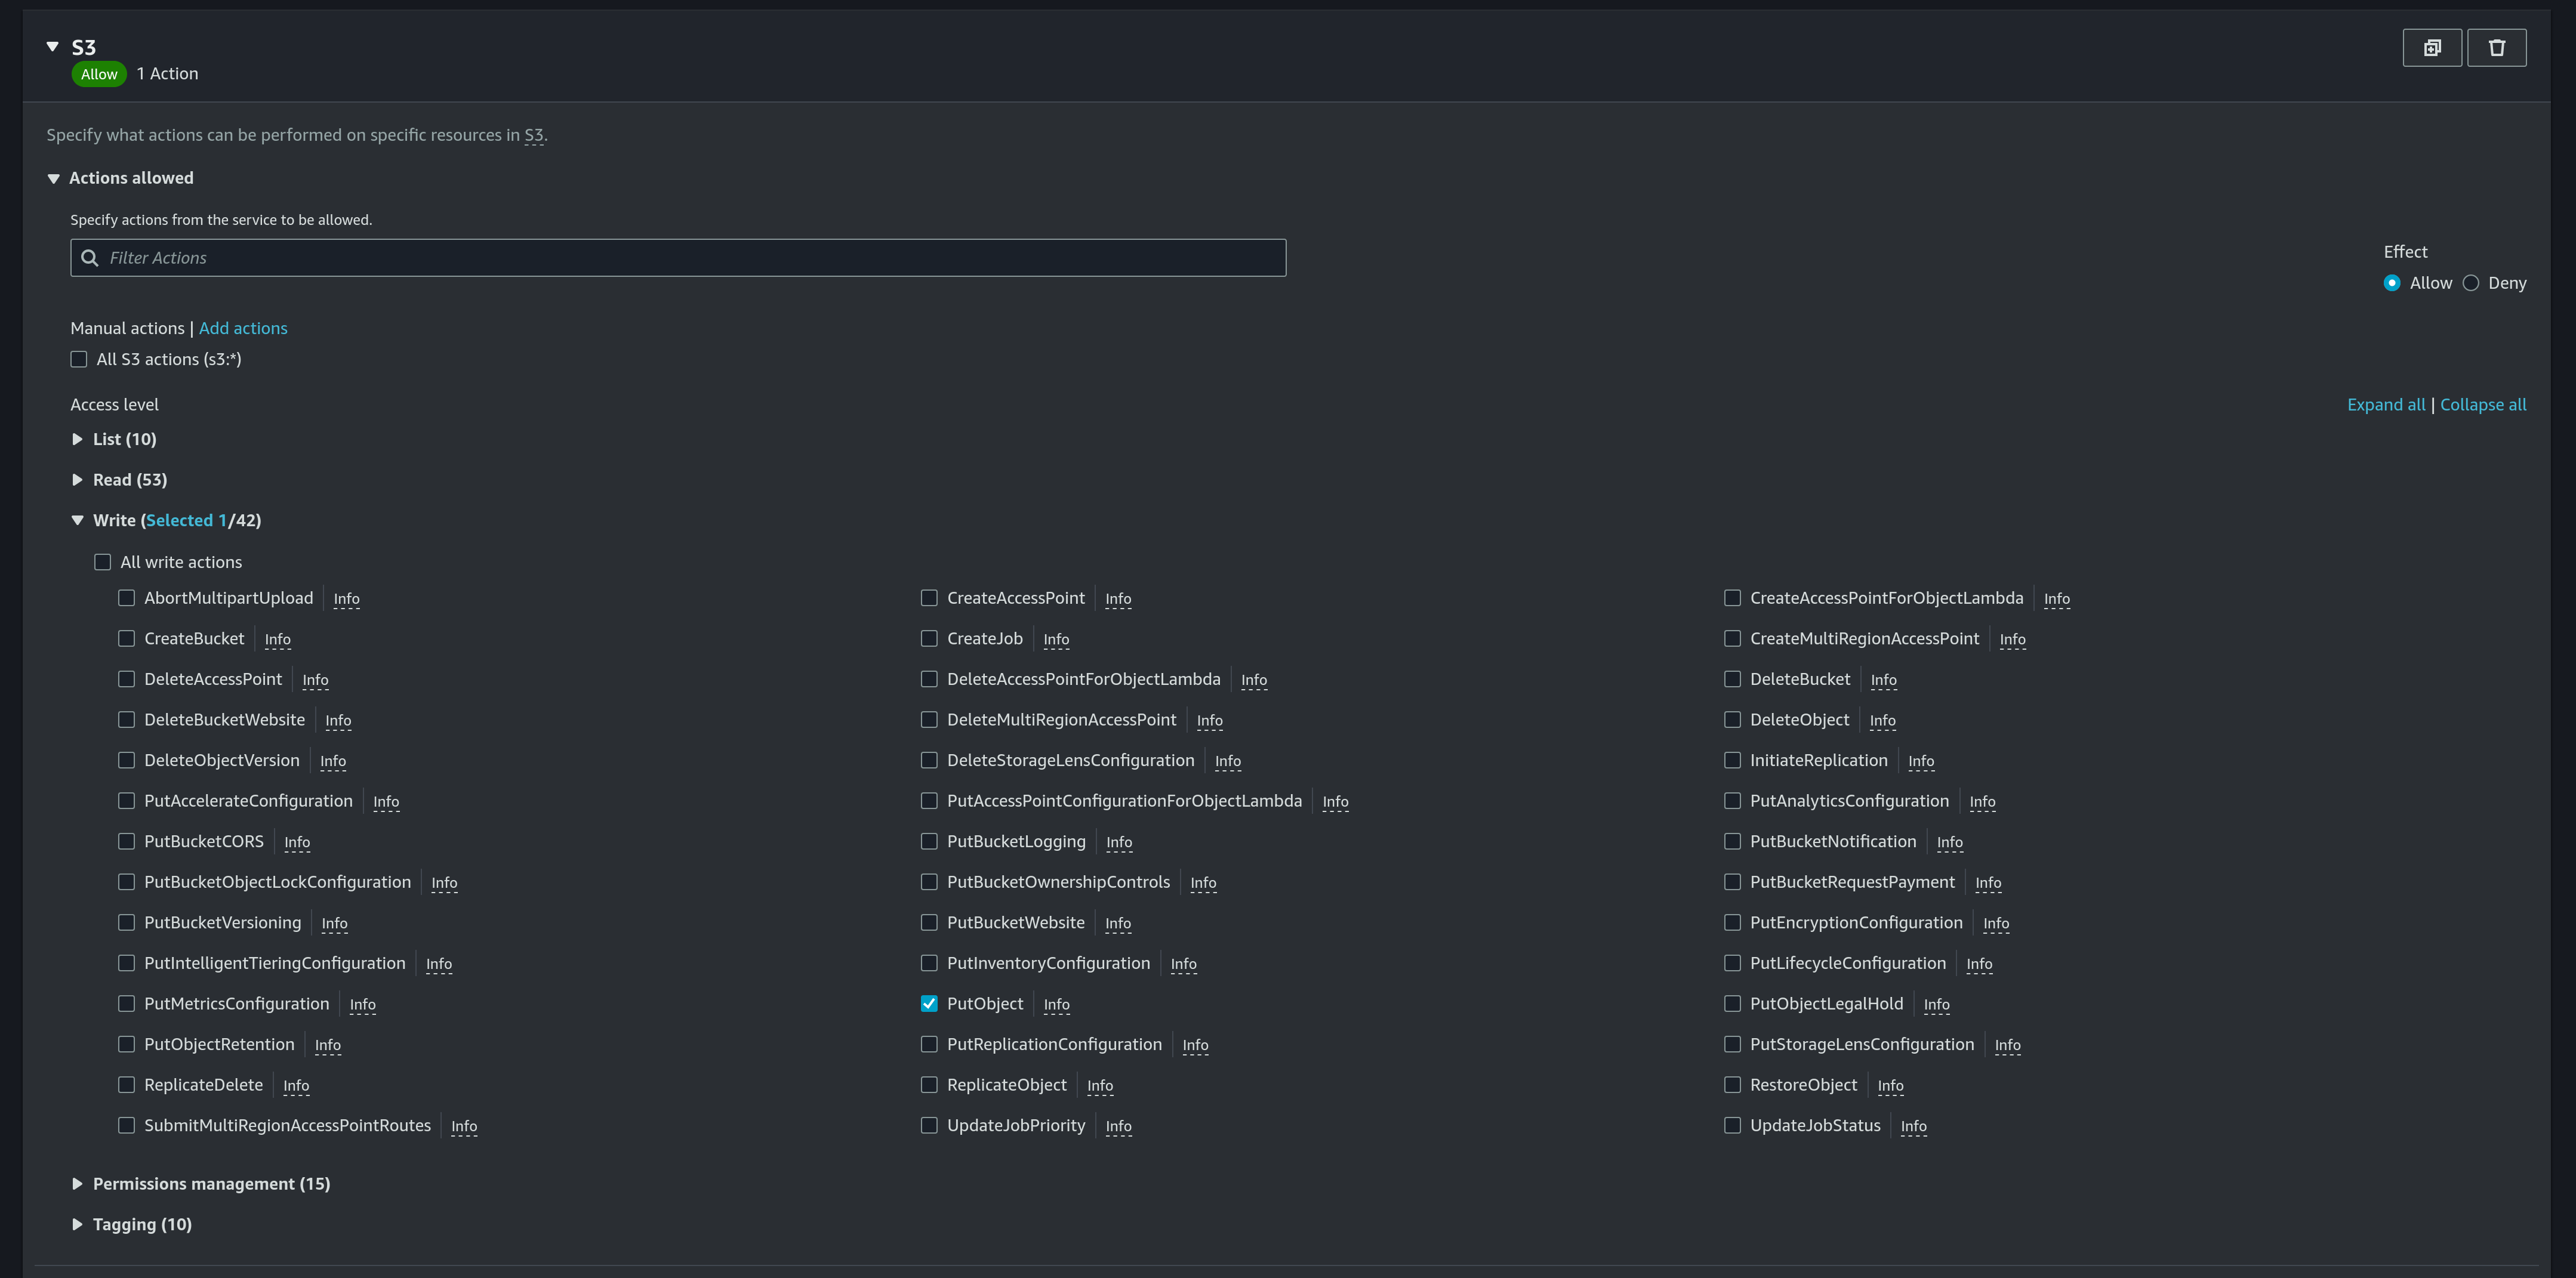 S3
Allow 1 Action
Specify what actions can be performed on specific resources in S3.
Actions allowed
Specify actions from the service to be allowed.
Filter Actions
Effect
Allow Deny
Manual actions | Add actions
All S3 actions (s3:*)
Access level Expand all | Collapse all
List (10)
Read (53)
Write (Selected 1/42)
All write actions
AbortMultipartUpload Info CreateAccessPoint Info CreateAccessPointForObjectLambda Info
CreateBucket Info CreateJob Info CreateMultiRegionAccessPoint Info
DeleteAccessPoint Info DeleteAccessPointForObjectLambda Info DeleteBucket Info
DeleteBucketWebsite Info DeleteMultiRegionAccessPoint Info DeleteObject Info
DeleteObjectVersion Info DeleteStorageLensConfiguration Info InitiateReplication Info
PutAccelerateConfiguration Info PutAccessPointConfigurationForObjectLambda Info PutAnalyticsConfiguration Info
PutBucketCORS Info PutBucketLogging Info PutBucketNotification Info
PutBucketObjectLockConfiguration Info PutBucketOwnershipControls Info PutBucketRequestPayment Info
PutBucketVersioning Info PutBucketWebsite Info PutEncryptionConfiguration Info
PutIntelligentTieringConfiguration Info PutInventoryConfiguration Info PutLifecycleConfiguration Info
PutMetricsConfiguration Info PutObject Info PutObjectLegalHold Info
PutObjectRetention Info PutReplicationConfiguration Info PutStorageLensConfiguration Info
ReplicateDelete Info ReplicateObject Info RestoreObject Info
SubmitMultiRegionAccessPointRoutes Info UpdateJobPriority Info UpdateJobStatus Info
Permissions management (15)
Tagging (10)